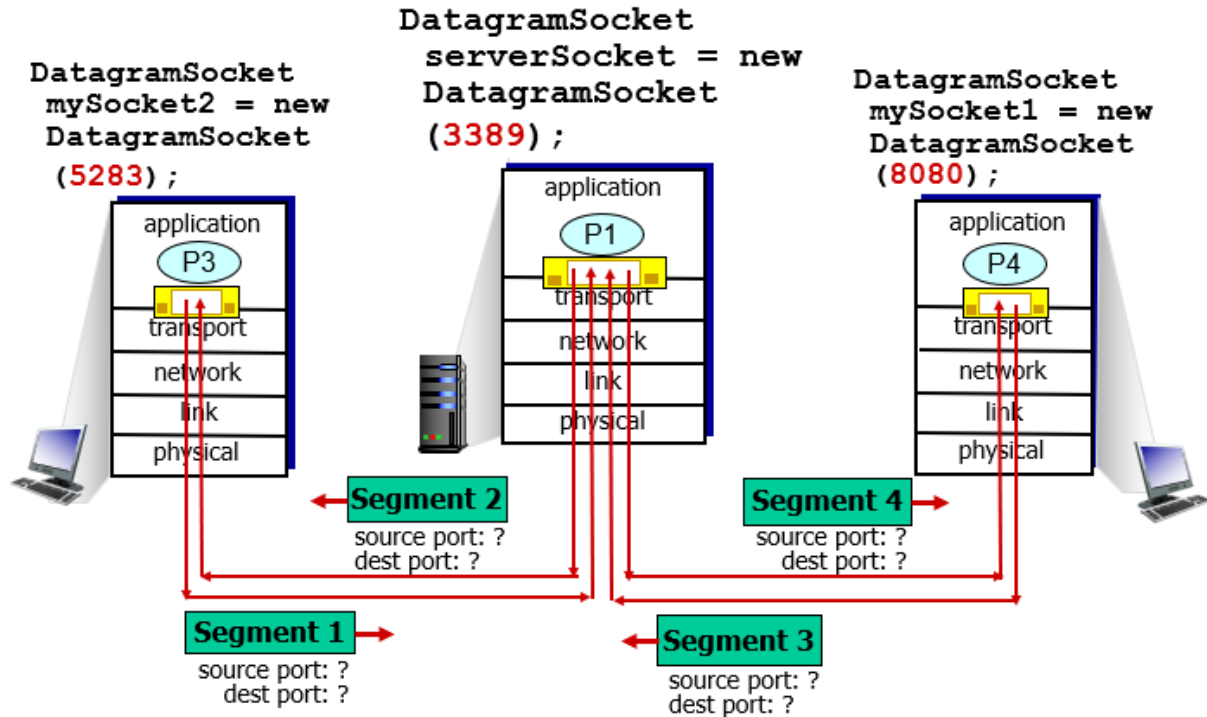 DatagramSocket
serverSocket = new
DatagramSocket
(3389);
DatagramSocket
mySocket2 = new
DatagramSocket
(5283);
DatagramSocket
mySocket1 = new
DatagramSocket
(8080);
application
P3
transport
network
link
physical
application
P1
transport
network
link
physical
application
P4
transport
network
link
physical
Segment 2
source port: ?
dest port: ?
Segment 4
source port: ?
dest port: ?
Segment 1
source port: ?
dest port: ?
Segment 3
source port: ?
dest port: ?